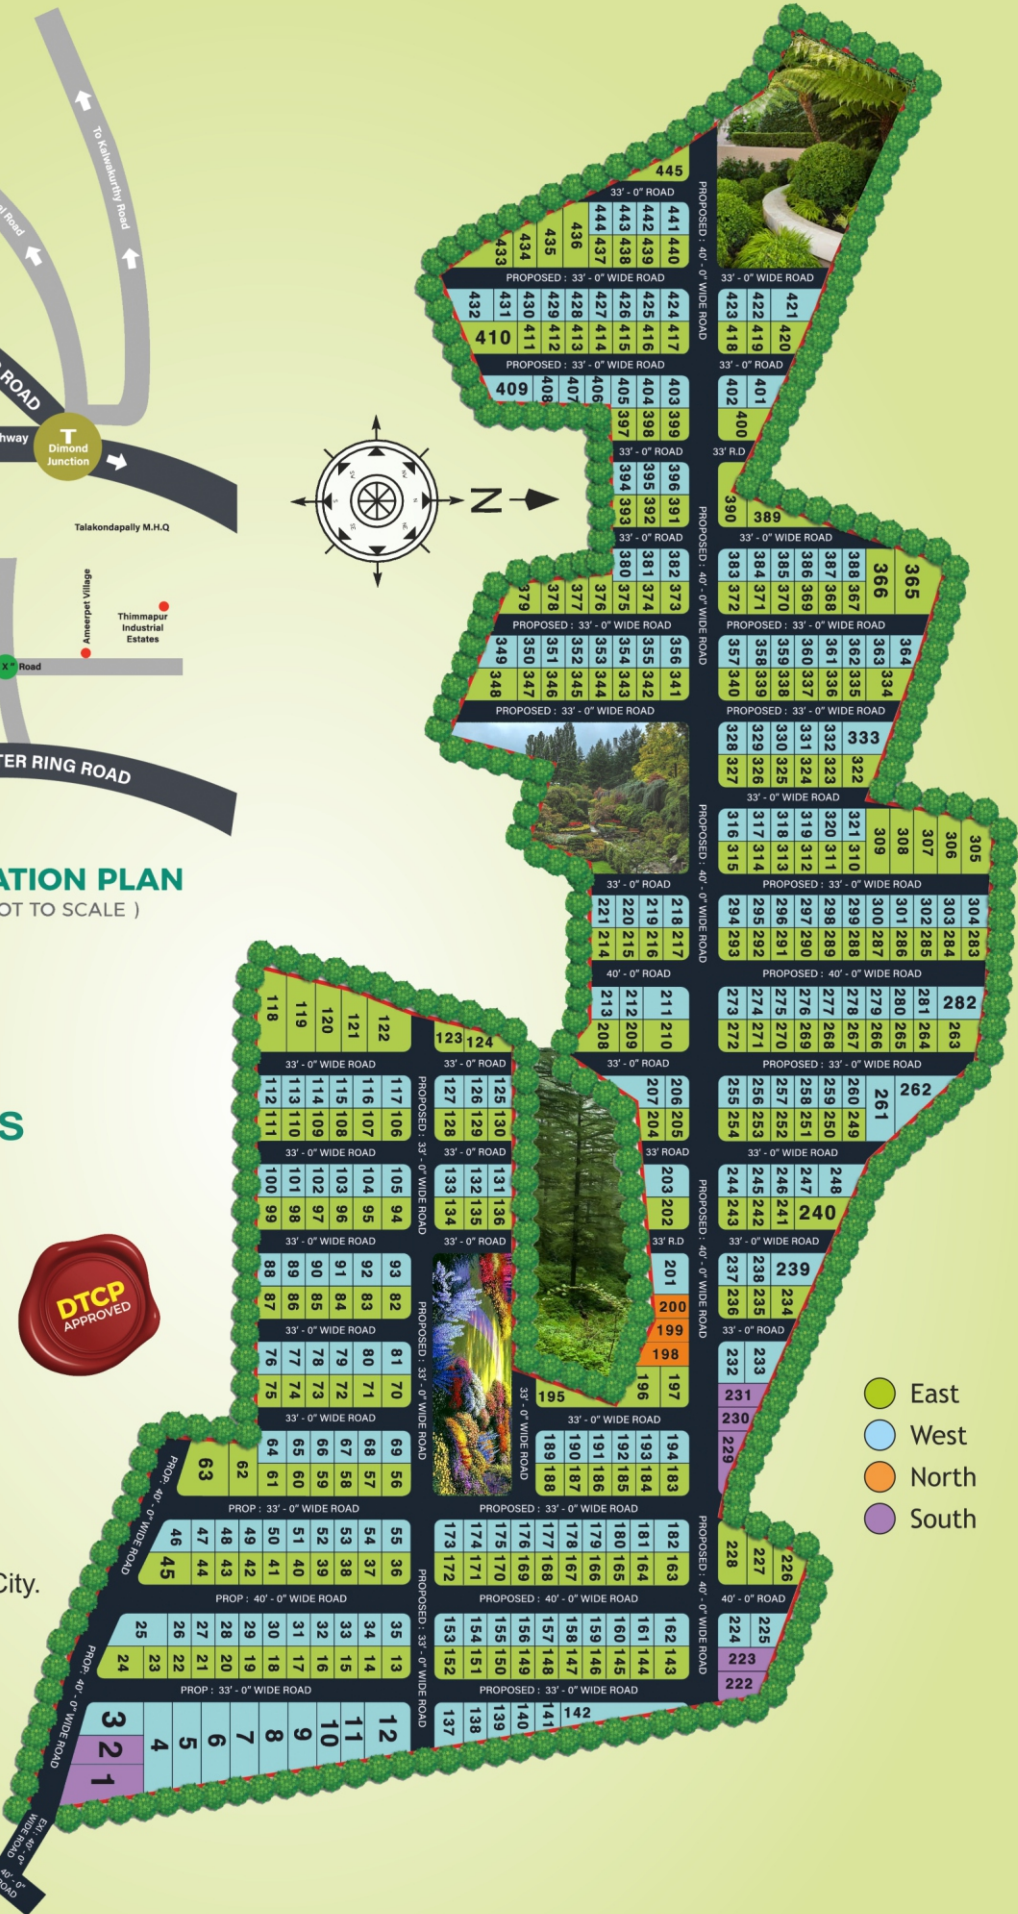 To Kalwakurthy Road
Road
ROAD
hway
T
Dimond
Junction
Talakondapally M.H.Q
Ameerpet Village
Thimmapur
Industrial
Estates
X" Road
TER RING ROAD
ATION PLAN
OT TO SCALE )
S
DTCP
APPROVED
City.
N
East
West
North
South
445
33' - 0" ROAD
PROPOSED : 40' - 0" WIDE ROAD
444 443 442 441
433 434 435 436 437 438 439 440
PROPOSED : 33' - 0" WIDE ROAD
33' - 0" WIDE ROAD
432 431 430 429 428 427 426 425 424 423 422 421
410 411 412 413 414 415 416 417 418 419 420
PROPOSED : 33' - 0" WIDE ROAD
33' - 0" ROAD
409 408 407 406 405 404 403 402 401
397 398 399 400
33' - 0" ROAD
33' R.D
394 395 396
393 392 391 390 389
33' - 0" ROAD
33' - 0" WIDE ROAD
PROPOSED : 40' - 0" WIDE ROAD
380 381 382 383 384 385 386 387 388 366 365
379 378 377 376 375 374 373 372 371 370 369 368 367
PROPOSED : 33' - 0" WIDE ROAD
PROPOSED : 33' - 0" WIDE ROAD
349 350 351 352 353 354 355 356 357 358 359 360 361 362 363 364
348 347 346 345 344 343 342 341 340 339 338 337 336 335 334
PROPOSED : 33' - 0" WIDE ROAD
PROPOSED : 33' - 0" WIDE ROAD
328 329 330 331 332 333
327 326 325 324 323 322
33' - 0" WIDE ROAD
PROPOSED : 40' - 0" WIDE ROAD
316 317 318 319 320 321 309 308 307 306 305
315 314 313 312 311 310
33' - 0" ROAD
PROPOSED : 33' - 0" WIDE ROAD
221 220 219 218 294 295 296 297 298 299 300 301 302 303 304
214 215 216 217 293 292 291 290 289 288 287 286 285 284 283
40' - 0" ROAD
PROPOSED : 40' - 0" WIDE ROAD
213 212 211 273 274 275 276 277 278 279 280 281 282
208 209 210 272 271 270 269 268 267 266 265 264 263
33' - 0" ROAD
PROPOSED : 33' - 0" WIDE ROAD
207 206 255 256 257 258 259 260 261 262
204 205 254 253 252 251 250 249
33' ROAD
33' - 0" WIDE ROAD
PROPOSED : 40' - 0" WIDE ROAD
203 244 245 246 247 248
202 243 242 241 240
33' R.D
33' - 0" WIDE ROAD
201 237 238 239
200 236 235 234
199
33' - 0" ROAD
198 232 233
196 197 231
195 230
229
33' - 0" WIDE ROAD
33' - 0" WIDE ROAD
189 190 191 192 193 194
188 187 186 185 184 183
118 119 120 121 122 123 124
33' - 0" WIDE ROAD
33' - 0" ROAD
PROPOSED : 33' - 0" WIDE ROAD
112 113 114 115 116 117 127 126 125
111 110 109 108 107 106 128 129 130
33' - 0" WIDE ROAD
33' - 0" ROAD
100 101 102 103 104 105 133 132 131
99 98 97 96 95 94 134 135 136
33' - 0" WIDE ROAD
33' - 0" ROAD
88 89 90 91 92 93
87 86 85 84 83 82
33' - 0" WIDE ROAD
PROPOSED : 33' - 0" WIDE ROAD
76 77 78 79 80 81
75 74 73 72 71 70
33' - 0" WIDE ROAD
64 65 66 67 68 69
63 62 61 60 59 58 57 56
PROP : 33' - 0" WIDE ROAD
PROPOSED : 33' - 0" WIDE ROAD
PROP: 40' - 0" WIDE ROAD
PROPOSED : 40' - 0" WIDE ROAD
46 47 48 49 50 51 52 53 54 55 173 174 175 176 177 178 179 180 181 182 228 227 226
45 44 43 42 41 40 39 38 37 36 172 171 170 169 168 167 166 165 164 163
PROP : 40' - 0" WIDE ROAD
PROPOSED : 40' - 0" WIDE ROAD
40' - 0" ROAD
PROPOSED : 33' - 0" WIDE ROAD
25 26 27 28 29 30 31 32 33 34 35 153 154 155 156 157 158 159 160 161 162 224 225
24 23 22 21 20 19 18 17 16 15 14 13 152 151 150 149 148 147 146 145 144 143 223
222
PROP : 33' - 0" WIDE ROAD
PROPOSED : 33' - 0" WIDE ROAD
PROP: 40' - 0" WIDE ROAD
3 4 5 6 7 8 9 10 11 12 137 138 139 140 141 142
2
1
EXI : 40' - 0"
WIDE ROAD
40' - 0"
ROAD